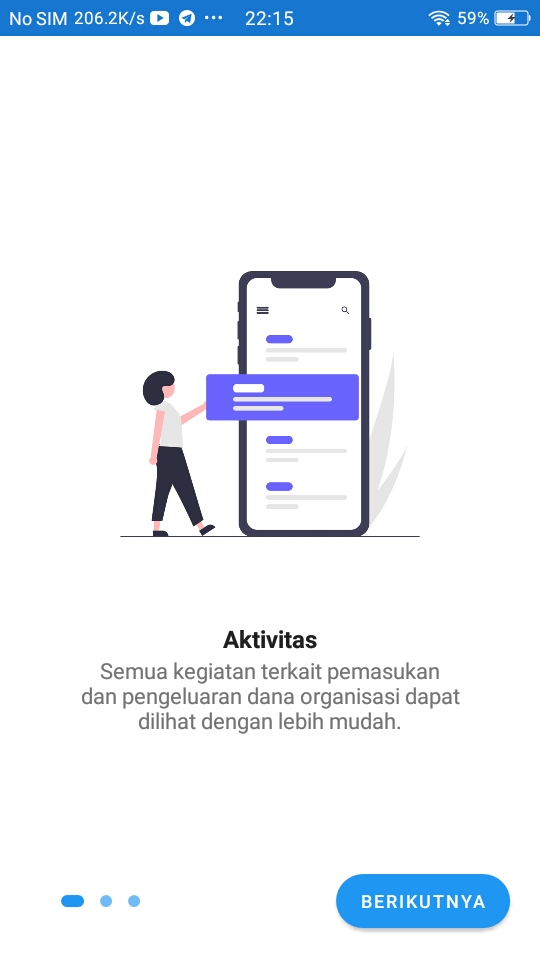 No SIM 206.2K/s ... 22:15 59%
Aktivitas
Semua kegiatan terkait pemasukan
dan pengeluaran dana organisasi dapat
dilihat dengan lebih mudah.
BERIKUTNYA